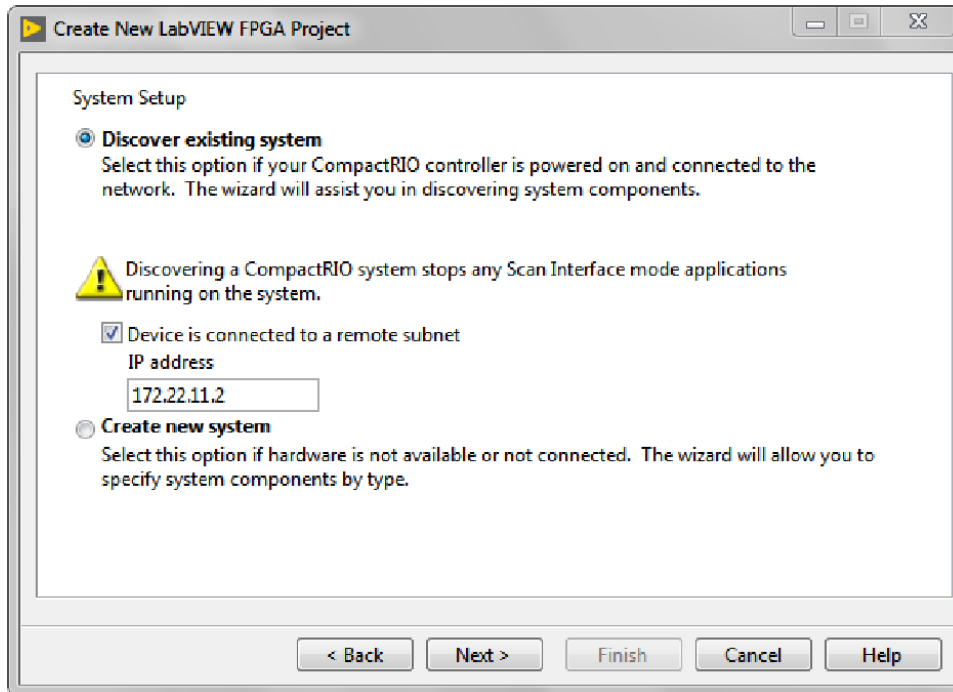 Create New LabVIEW FPGA Project
System Setup
Discover existing system
Select this option if your CompactRIO controller is powered on and connected to the
network. The wizard will assist you in discovering system components.
Discovering a CompactRIO system stops any Scan Interface mode applications
running on the system.
Device is connected to a remote subnet
IP address
172.22.11.2
Create new system
Select this option if hardware is not available or not connected. The wizard will allow you to
specify system components by type.
< Back Next > Finish Cancel Help